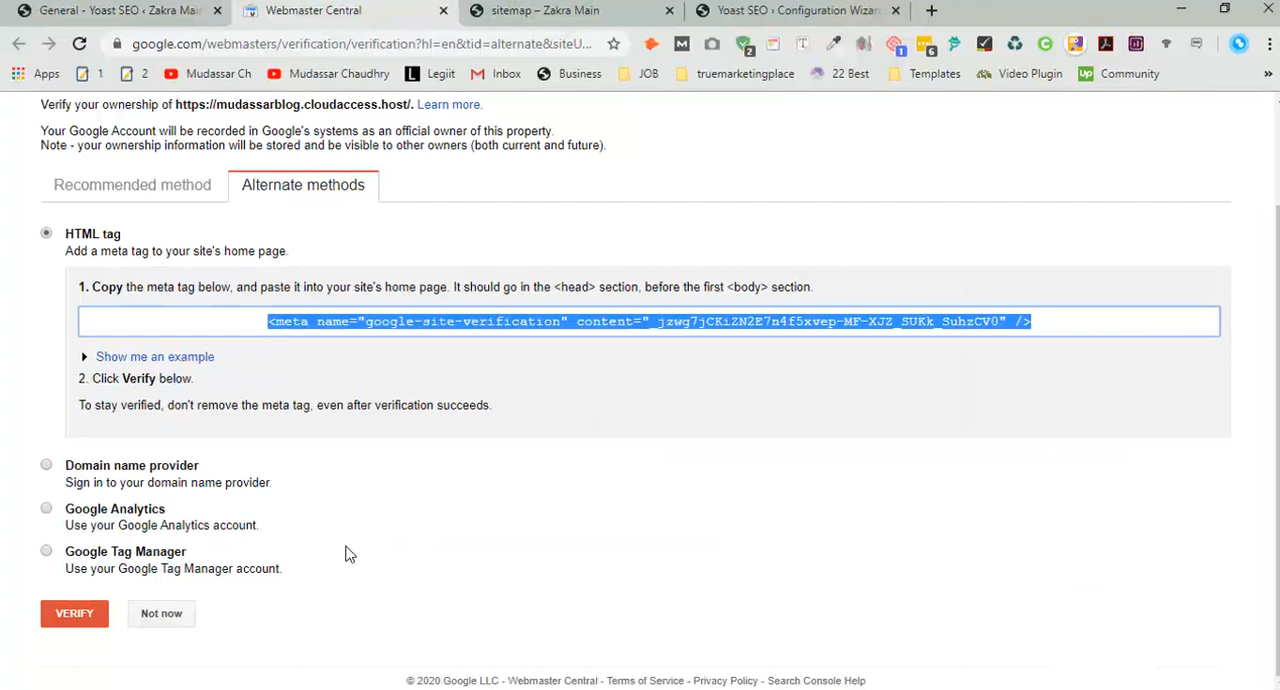 General - Yoast SEO ‹ Zakra Mai
Webmaster Central
sitemap – Zakra Main
Yoast SEO › Configuration Wizar
google.com/webmasters/verification/verification?hl=en&tid=alternate&siteU...
2
1
6
Apps
1
2
Mudassar Ch
Mudassar Chaudhry
Legiit
Inbox
Business
JOB
truemarketingplace
22 Best
Templates
Video Plugin
Up Community
»
Verify your ownership of https://mudassarblog.cloudaccess.host/. Learn more.
Your Google Account will be recorded in Google's systems as an official owner of this property.
Note - your ownership information will be stored and be visible to other owners (both current and future).
Recommended method
Alternate methods
HTML tag
Add a meta tag to your site's home page.
1. Copy the meta tag below, and paste it into your site's home page. It should go in the <head> section, before the first <body> section.
<meta name="google-site-verification" content="_jzwg7jCKiZN2E7n4f5xvep-MF-XJZ_SUKk_SuhzCV0" />
Show me an example
2. Click Verify below.
To stay verified, don't remove the meta tag, even after verification succeeds.
Domain name provider
Sign in to your domain name provider.
Google Analytics
Use your Google Analytics account.
Google Tag Manager
Use your Google Tag Manager account.
VERIFY
Not now
© 2020 Google LLC - Webmaster Central - Terms of Service - Privacy Policy - Search Console Help